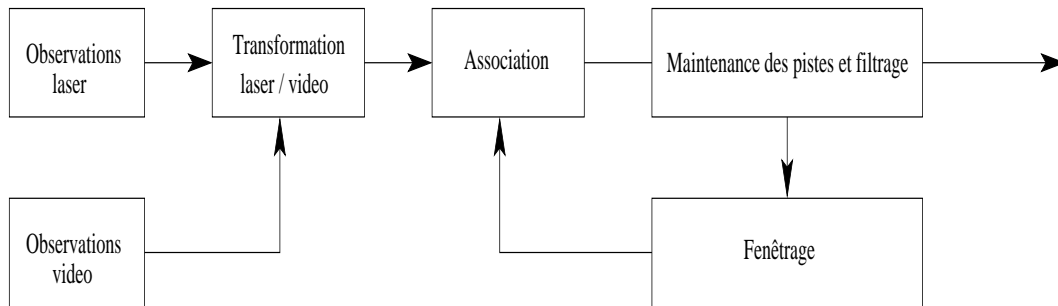 Observations
laser
Transformation
laser / video
Association
Maintenance des pistes et filtrage
Observations
video
Fenêtrage